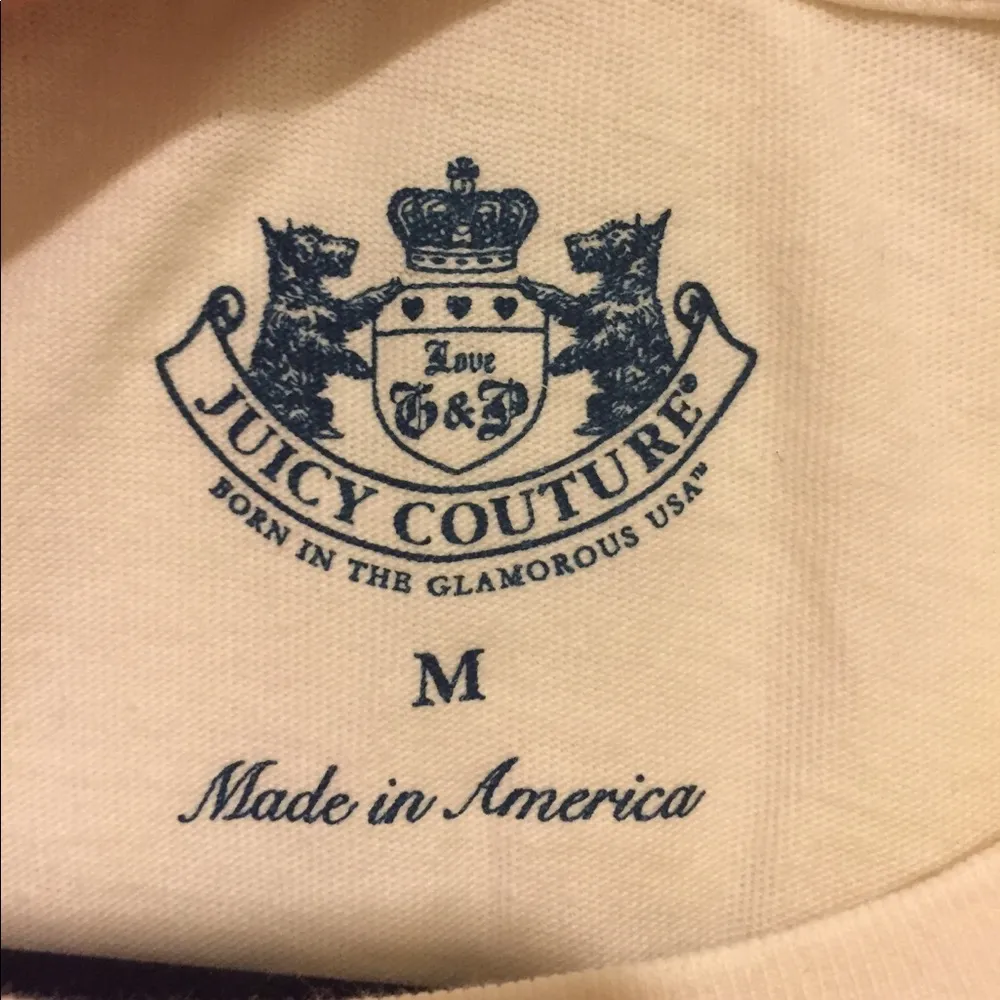 Love
G&P
JUICY COUTURE®
BORN IN THE GLAMOROUS USA™
M
Made in America